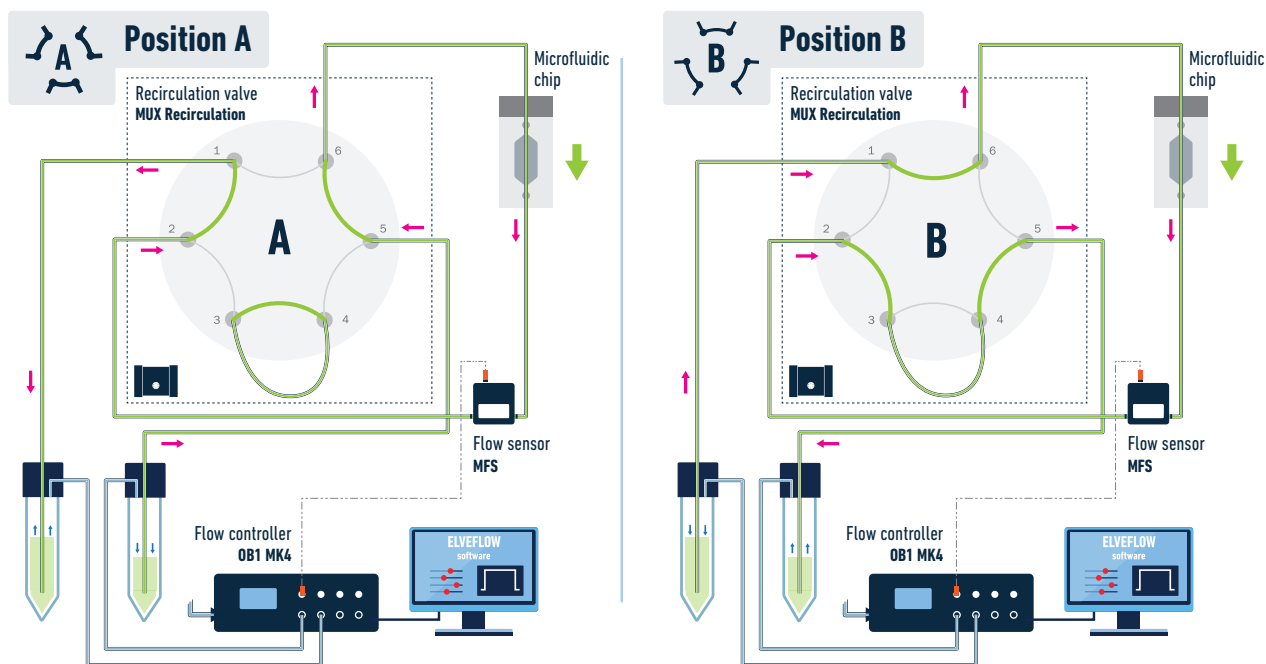 A
Position A
Recirculation valve
MUX Recirculation
Microfluidic
chip
1
6
2
5
A
3
4
Flow sensor
MFS
Flow controller
OB1 MK4
ELVEFLOW
software
B
Position B
Recirculation valve
MUX Recirculation
Microfluidic
chip
1
6
2
5
B
3
4
Flow sensor
MFS
Flow controller
OB1 MK4
ELVEFLOW
software